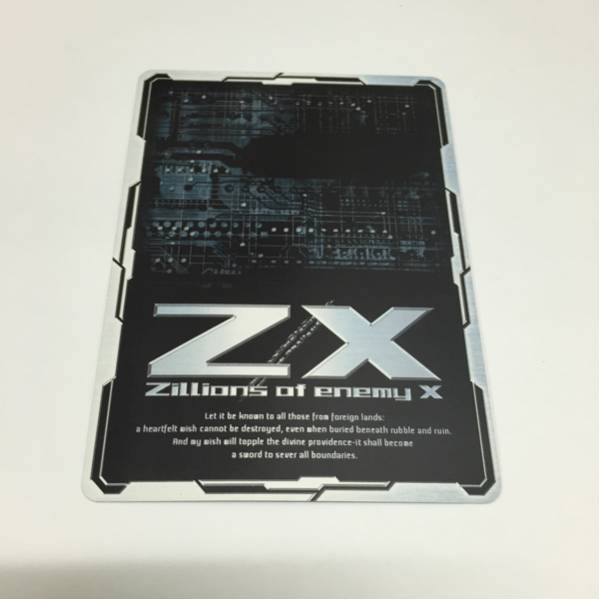 Z/X
Zillions of enemy X
Let it be known to all those from foreign lands:
a heartfelt wish cannot be destroyed, even when buried beneath rubble and ruin.
And my wish will topple the divine providence-it shall become
a sword to sever all boundaries.